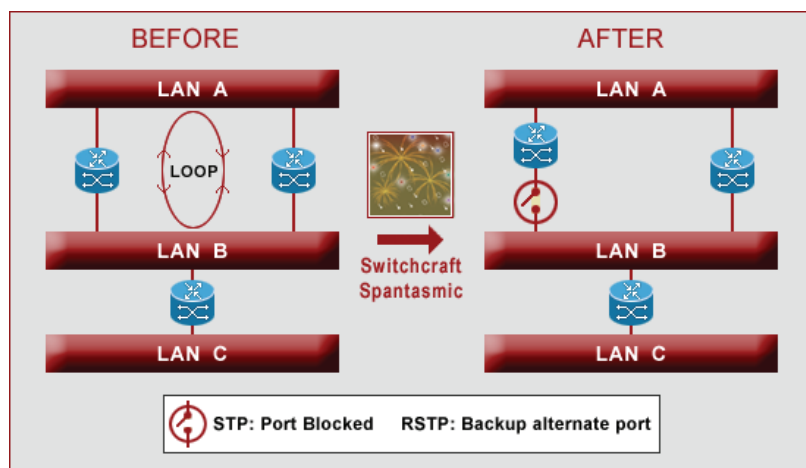 BEFORE
AFTER
LAN A
LAN A
LOOP
LAN B
Switchcraft
Spantasmic
LAN B
LAN C
LAN C
STP: Port Blocked RSTP: Backup alternate port